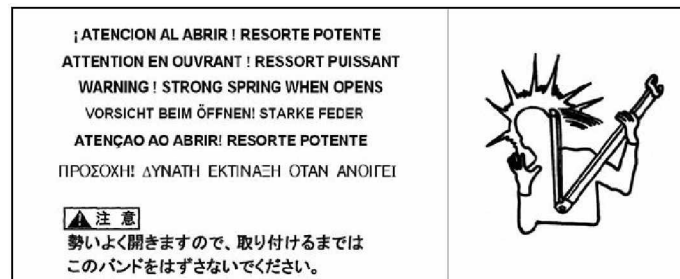 ¡ ATENCION AL ABRIR ! RESORTE POTENTE
ATTENTION EN OUVRANT ! RESSORT PUISSANT
WARNING ! STRONG SPRING WHEN OPENS
VORSICHT BEIM ÖFFNEN! STARKE FEDER
ATENÇAO AO ABRIR! RESORTE POTENTE
ΠΡΟΣΟΧΗ! ΔΥΝΑΤΗ ΕΚΤΙΝΑΞΗ ΟΤΑΝ ΑΝΟΙΓΕΙ
注 意
勢いよく開きますので、取り付けるまでは
このバンドをはずさないでください。